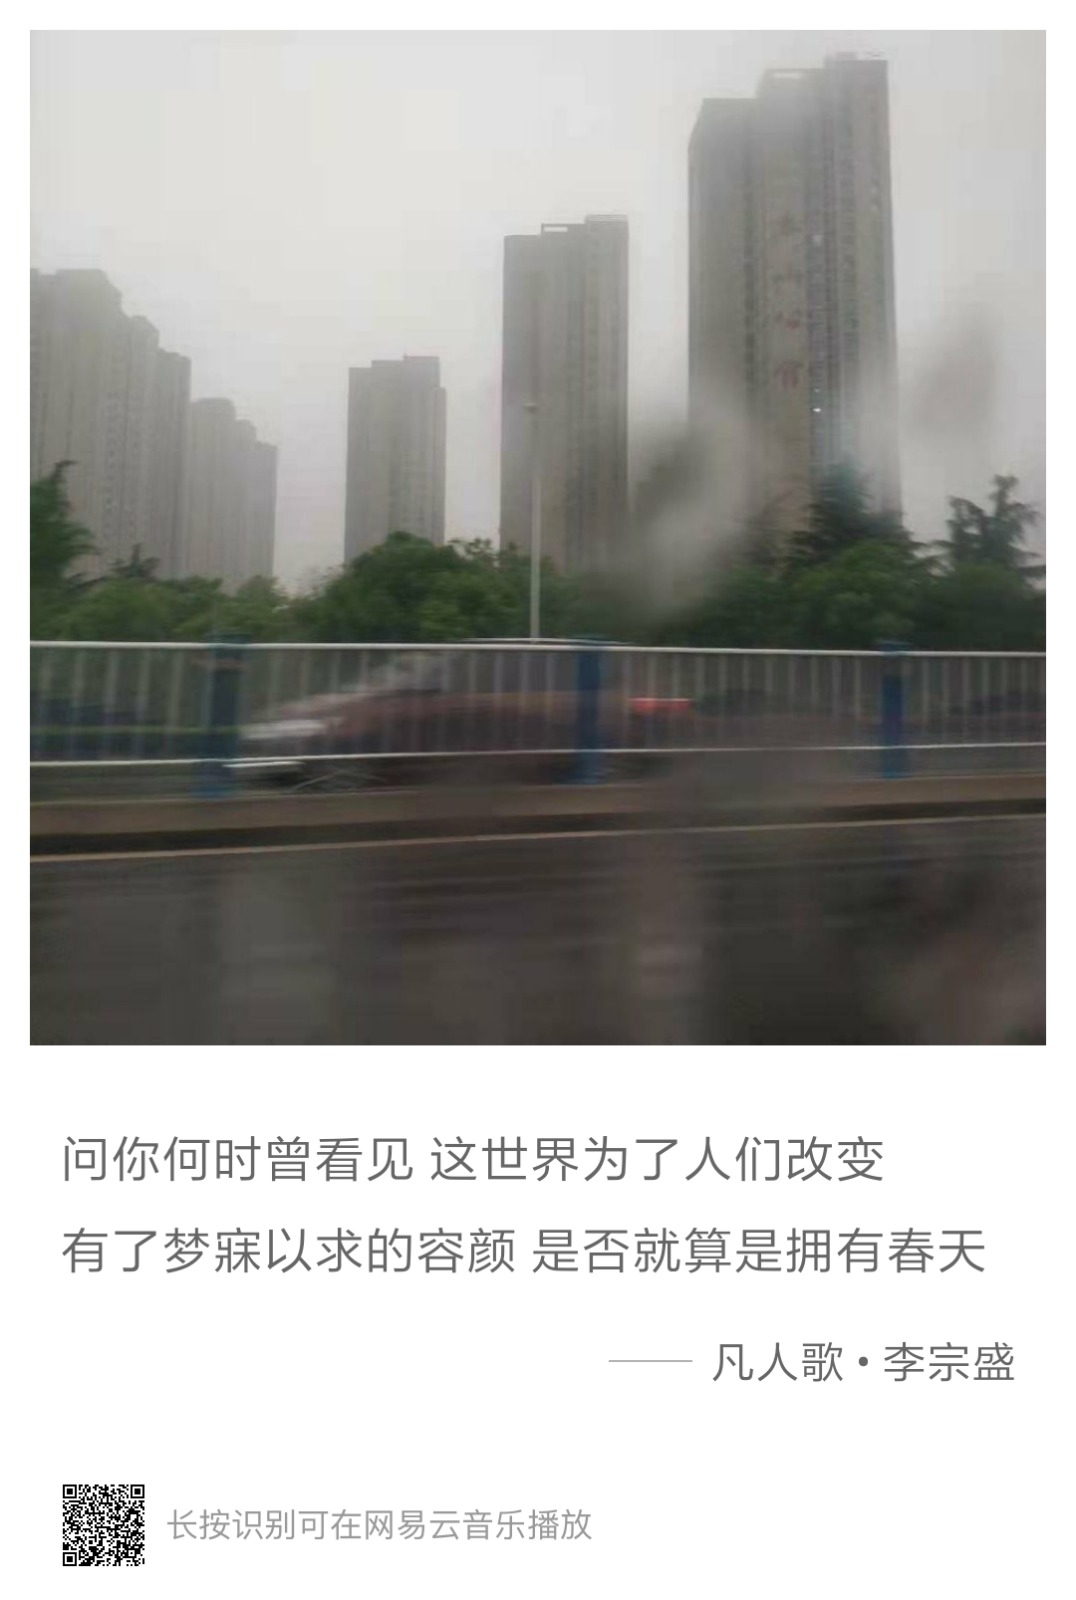 问你何时曾看见 这世界为了人们改变
有了梦寐以求的容颜 是否就算是拥有春天
—— 凡人歌 • 李宗盛
长按识别可在网易云音乐播放